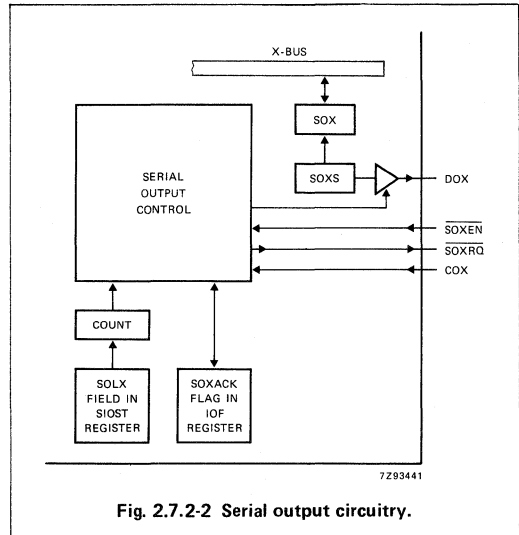 X-BUS
SOX
SERIAL
OUTPUT
CONTROL
SOXS
DOX
SOXEN
SOXRQ
COX
COUNT
SOLX
FIELD IN
SIOST
REGISTER
SOXACK
FLAG IN
IOF
REGISTER
7Z93441
Fig. 2.7.2-2 Serial output circuitry.